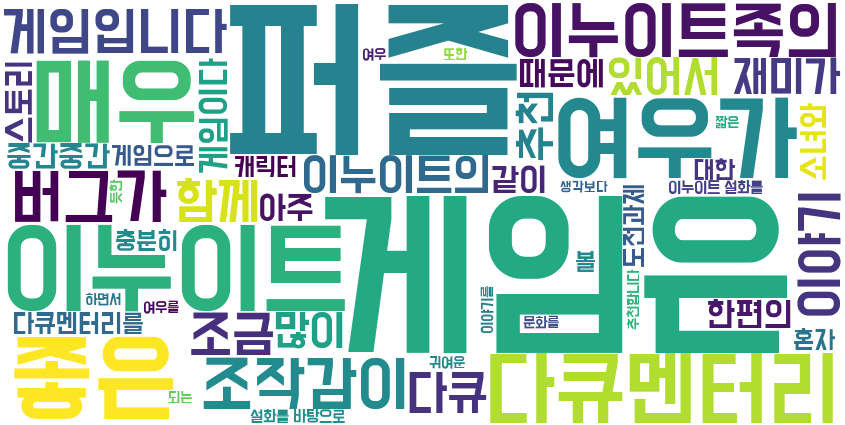 게임입니다
퍼즐
여우
또한
이누이트족의
스토리
매우
게임이다
때문에
있어서
재미가
추천
여우가
짧은
소녀와
중간중간
게임으로
캐릭터
이누이트의
같이
생각보다
대한
이누이트 설화를
버그가
듯한
함께
아주
게임은
도전과제
이야기
이누이트
충분히
볼
하면서
여우를
이야기를
추천합니다
다큐멘터리를
조금
많이
문화를
한편의
혼자
좋은
되는
조작감이
귀여운
다큐
다큐멘터리
설화를 바탕으로